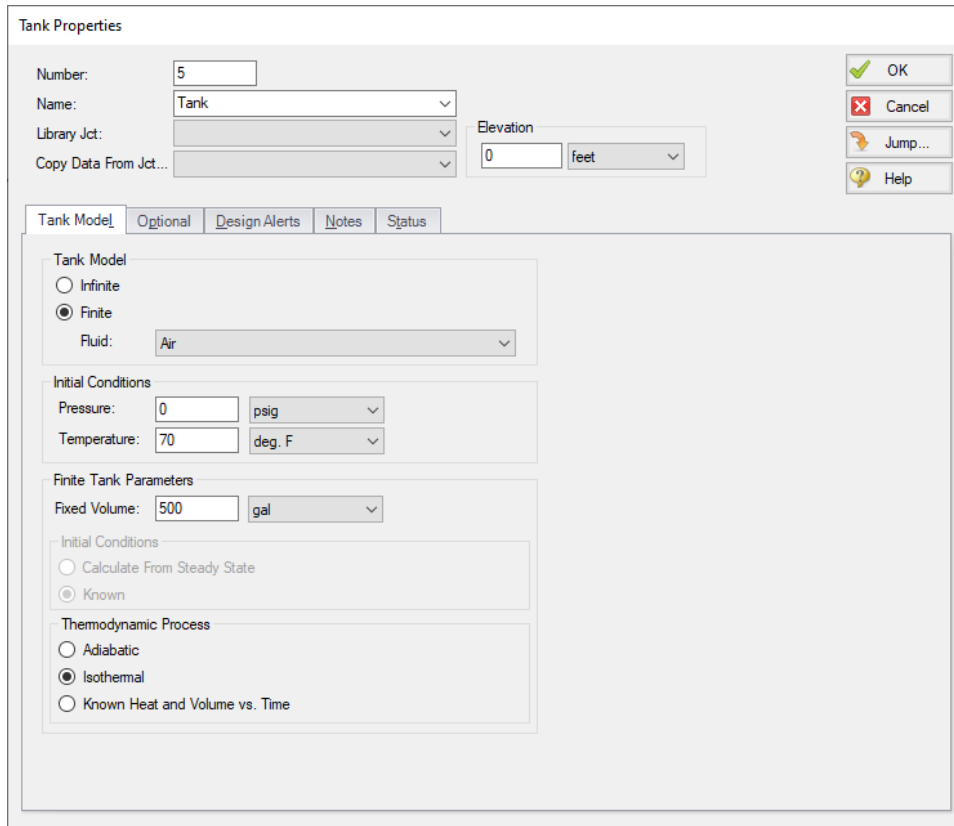 Tank Properties
Number: 5
Name: Tank
Library Jct:
Copy Data From Jct...
Elevation
0 feet
OK
Cancel
Jump...
Help
Tank Model Optional Design Alerts Notes Status
Tank Model
Infinite
Finite
Fluid: Air
Initial Conditions
Pressure: 0 psig
Temperature: 70 deg. F
Finite Tank Parameters
Fixed Volume: 500 gal
Initial Conditions
Calculate From Steady State
Known
Thermodynamic Process
Adiabatic
Isothermal
Known Heat and Volume vs. Time